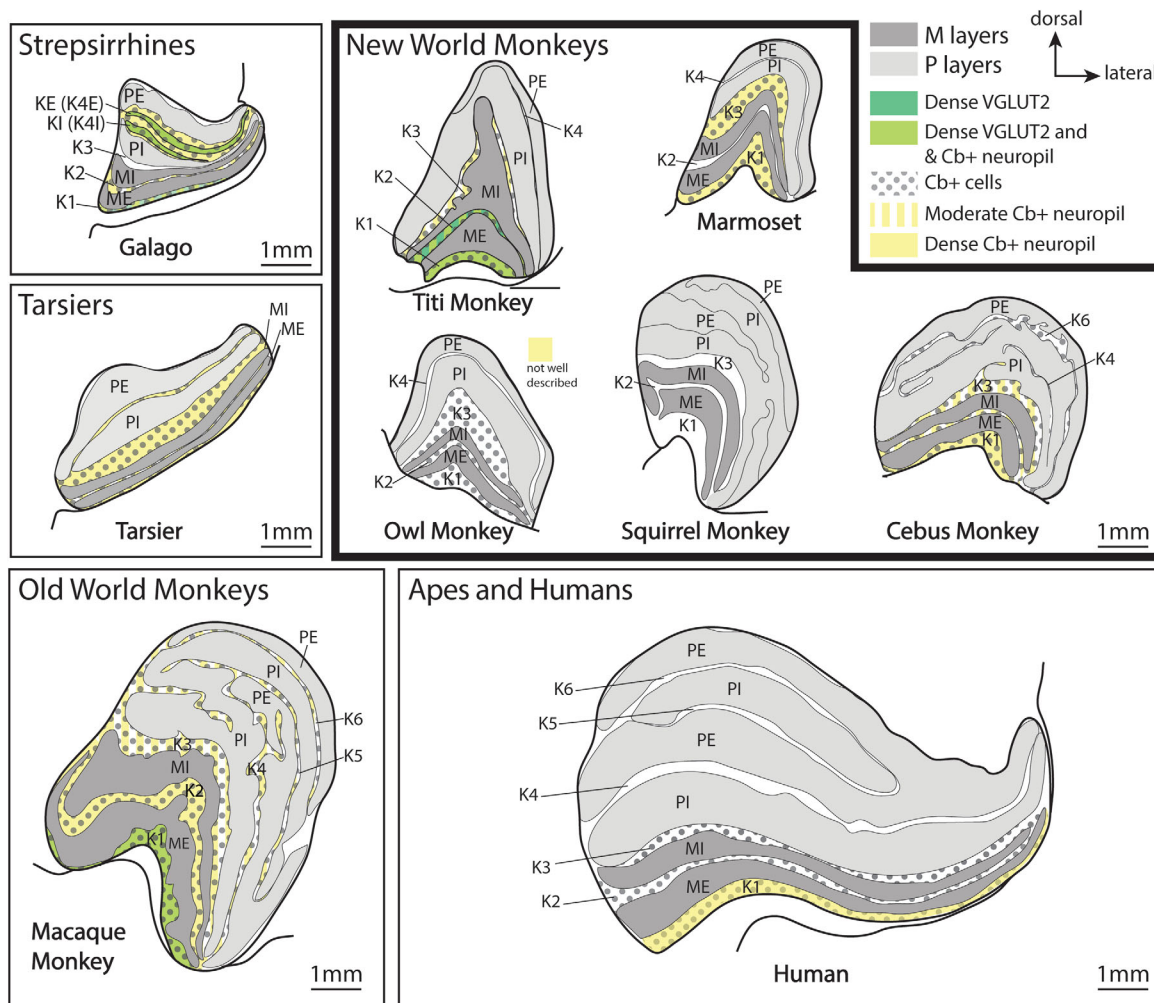 Strepsirrhines
KE (K4E)
KI (K4I)
K3
K2
K1
PE
PI
MI
ME
Galago
1mm
Tarsiers
MI
ME
PE
PI
Tarsier
1mm
New World Monkeys
PE
K4
K3
K2
K1
PI
MI
ME
Titi Monkey
PE
K4
PI
K3
MI
K2
K1
ME
Marmoset
M layers
P layers
Dense VGLUT2
Dense VGLUT2 and
& Cb+ neuropil
Cb+ cells
Moderate Cb+ neuropil
Dense Cb+ neuropil
dorsal
lateral
not well
described
PE
K4
PI
K3
MI
ME
K2
K1
Owl Monkey
PE
PI
PE
PI
K3
K2
MI
ME
K1
Squirrel Monkey
PE
K6
K4
PI
K3
MI
ME
K1
Cebus Monkey
1mm
Old World Monkeys
PE
PI
PE
K6
PI
K5
K3
MI
K4
K2
K1
ME
Macaque
Monkey
1mm
Apes and Humans
PE
K6
PI
K5
PE
K4
PI
K3
MI
K2
ME
K1
Human
1mm